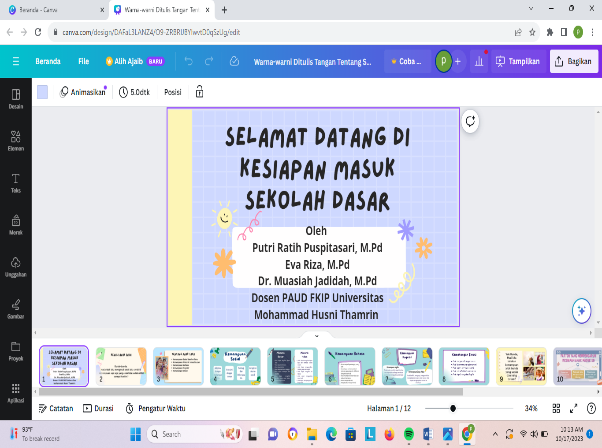 Beranda - Canva
Warna-warni Ditulis Tangan Ten
canva.com/design/DAFaL3LANZ4/O9-ZR8RU8YIwvtD0qSzUg/edit
Beranda
File
Alih Ajaib
BARU
Warna-warni Ditulis Tangan Tentang S...
Coba ...
P
Tampilkan
Bagikan
Animasikan
5.0dtk
Posisi
Desain
Elemen
Teks
Merek
Unggahan
Gambar
Proyek
Aplikasi
SELAMAT DATANG DI
KESIAPAN MASUK
SEKOLAH DASAR
Oleh
Putri Ratih Puspitasari, M.Pd
Eva Riza, M.Pd
Dr. Muasiah Jadidah, M.Pd
Dosen PAUD FKIP Universitas
Mohammad Husni Thamrin
1
2
3
4
5
6
7
8
9
10
Catatan
Durasi
Pengatur Waktu
Halaman 1 / 12
34%
93°F
To break record
Search
10:13 AM
10/17/2023